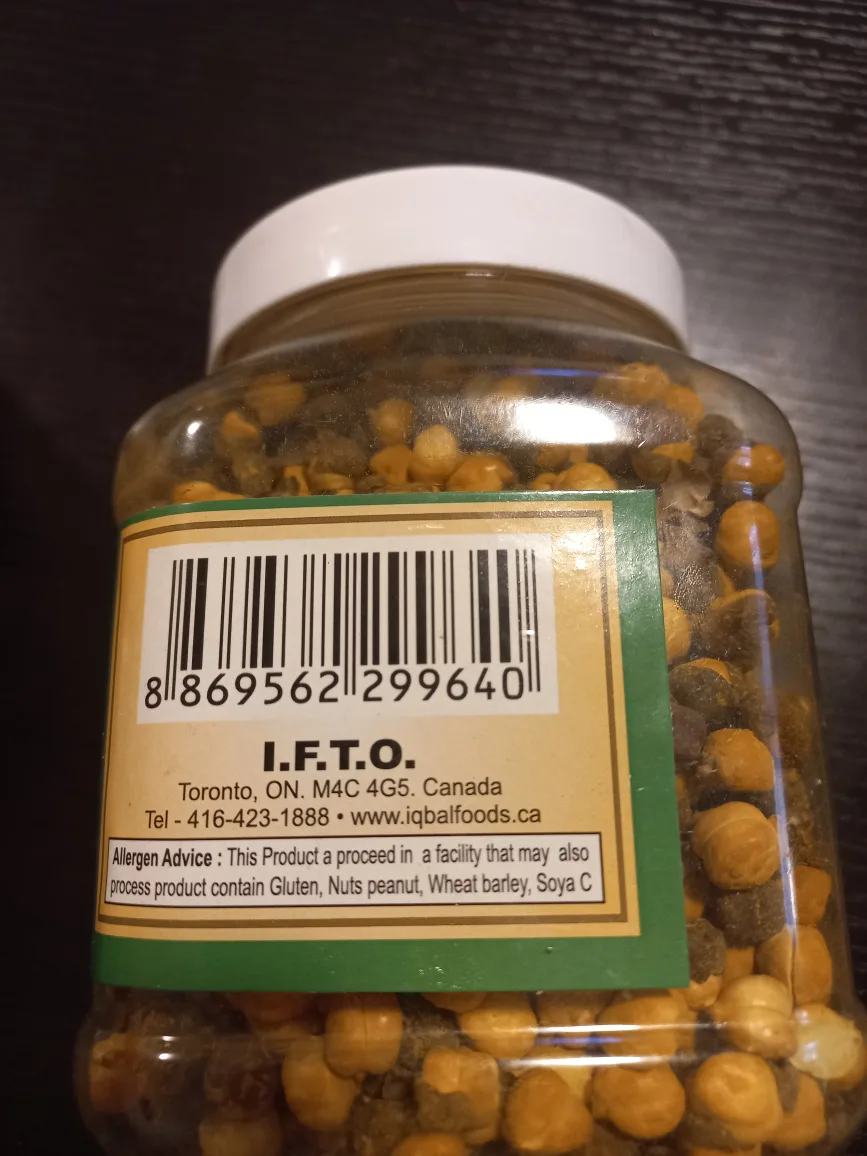 8 869562 299640
I.F.T.O.
Toronto, ON. M4C 4G5. Canada
Tel - 416-423-1888 • www.iqbalfoods.ca
Allergen Advice : This Product a proceed in a facility that may also
process product contain Gluten, Nuts peanut, Wheat barley, Soya C